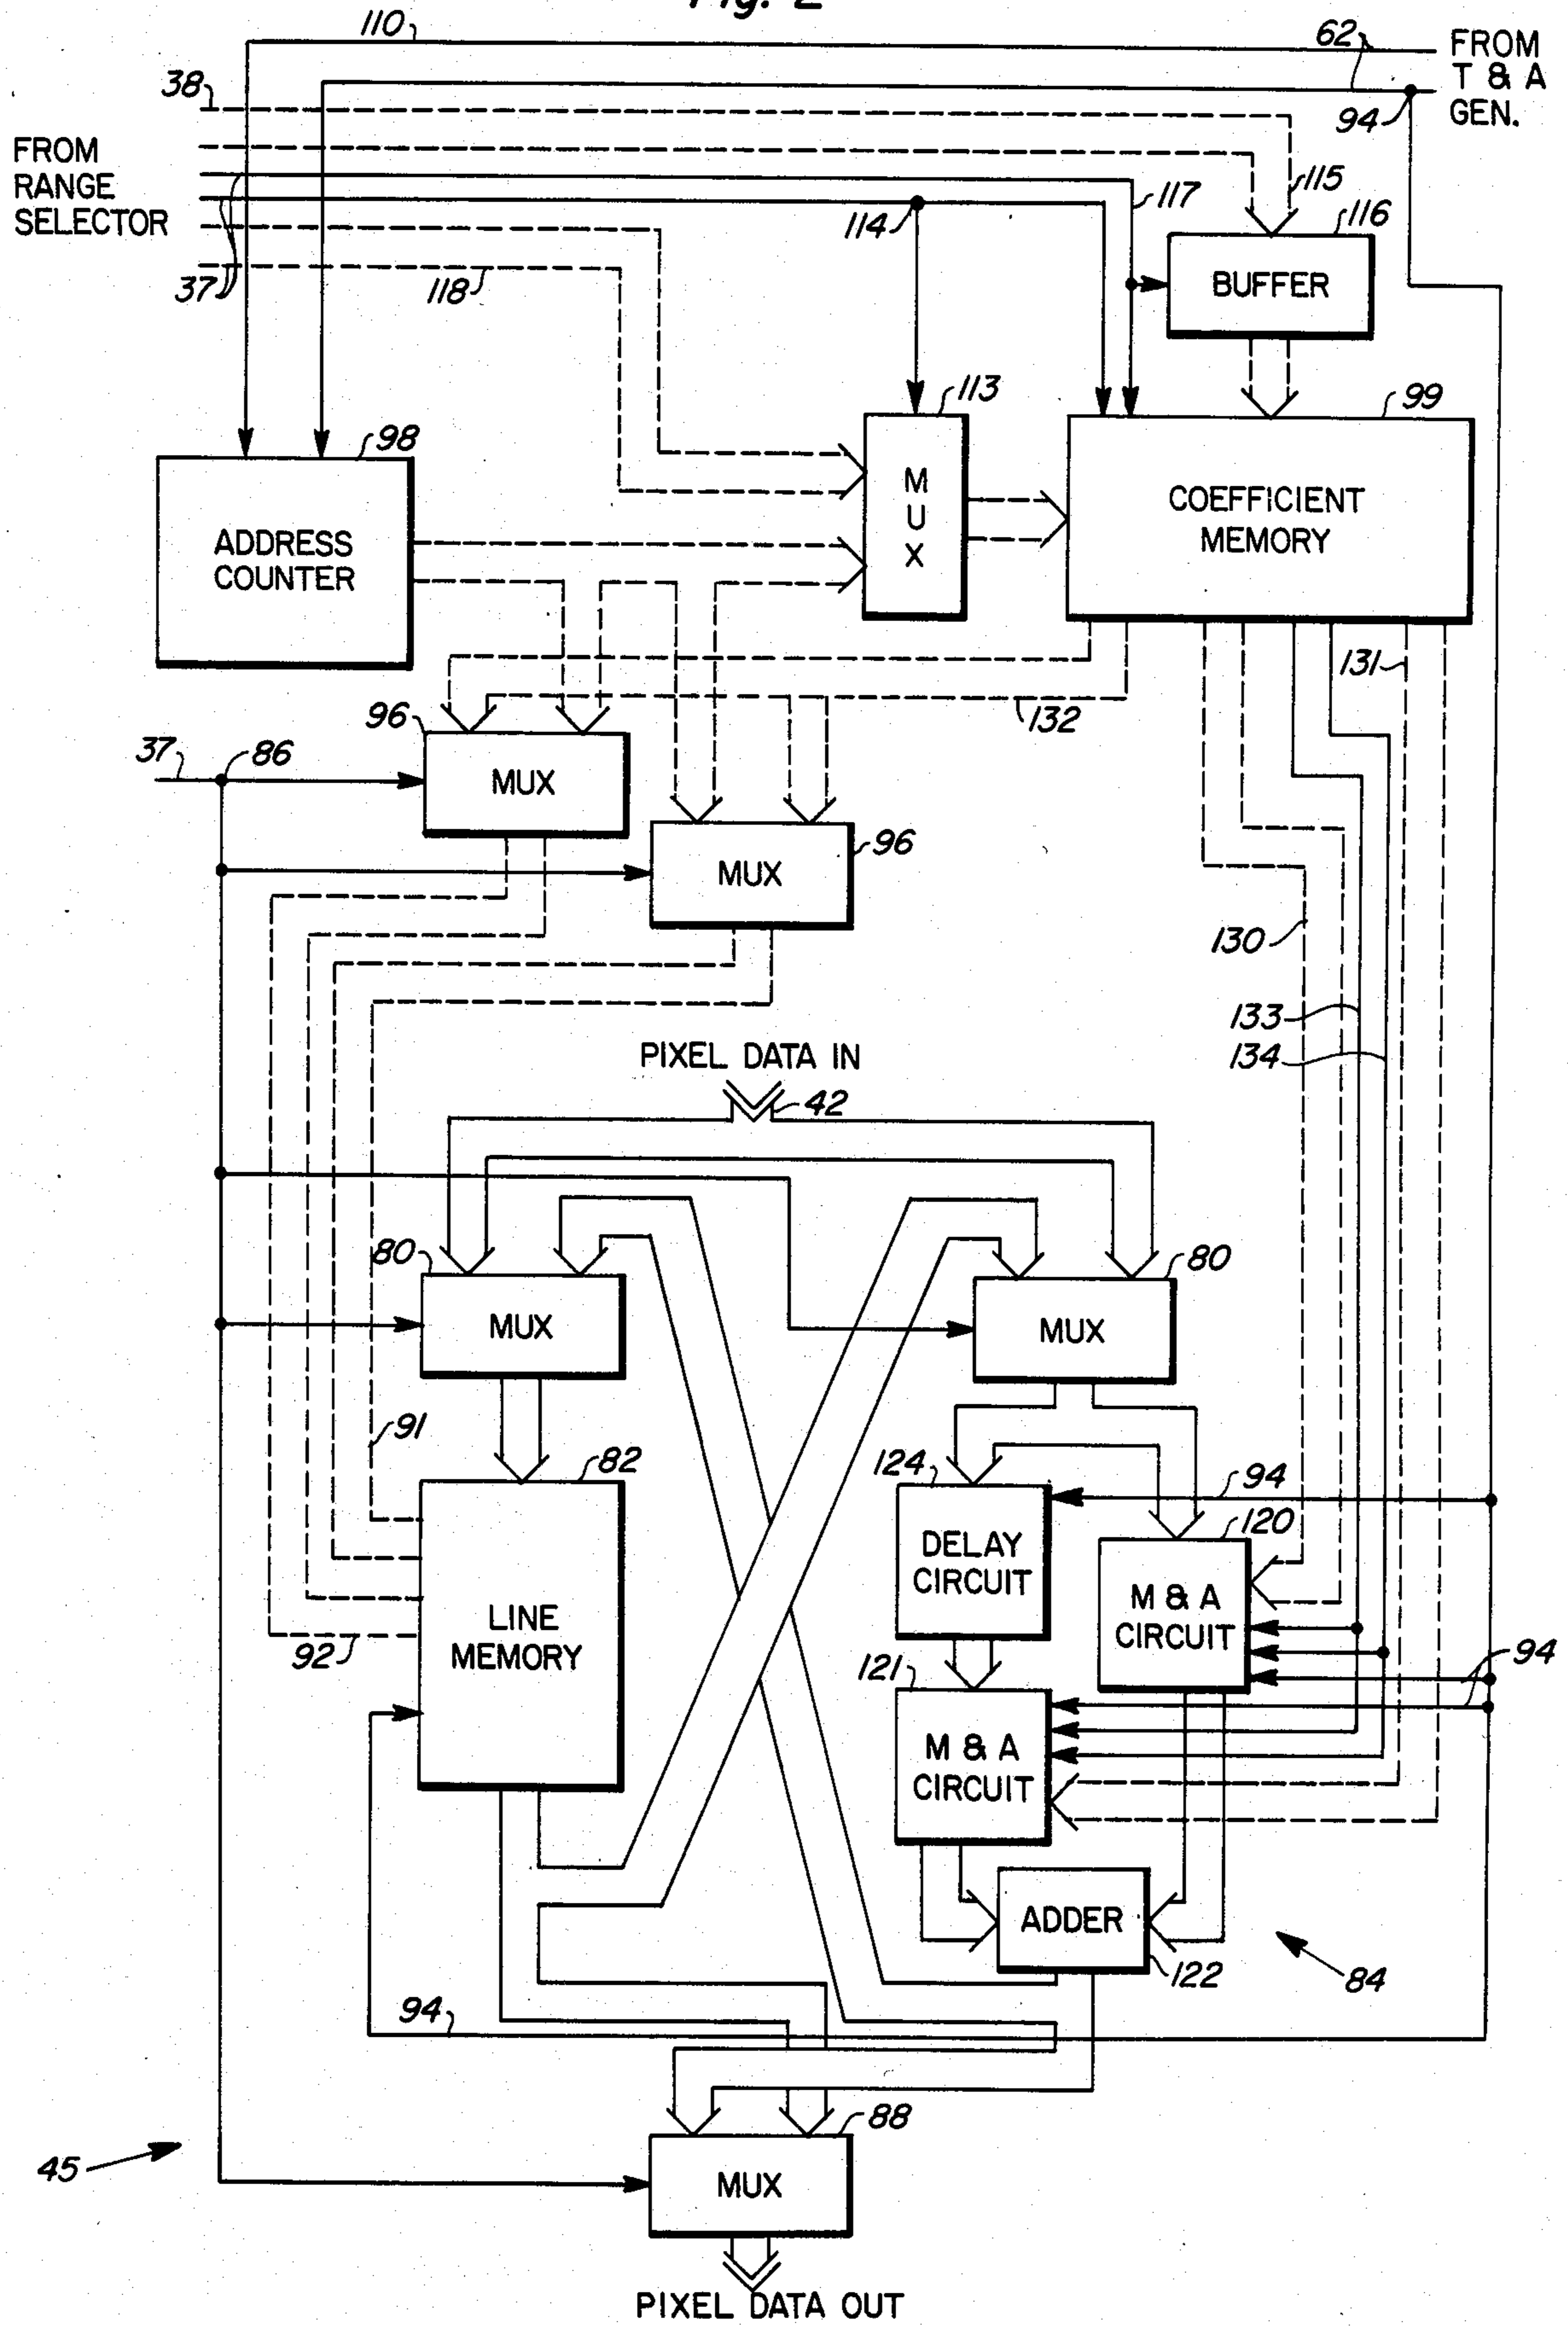 Fig. 2
110
62
FROM
T & A
GEN.
38
94
FROM
RANGE
SELECTOR
115
117
116
114
37
118
BUFFER
113
99
98
MUX
COEFFICIENT
MEMORY
ADDRESS
COUNTER
131
132
96
37
86
MUX
96
MUX
130
133
134
PIXEL DATA IN
42
80
80
MUX
MUX
91
82
124
94
120
DELAY
CIRCUIT
M & A
CIRCUIT
LINE
MEMORY
92
94
121
M & A
CIRCUIT
ADDER
122
84
94
88
45
MUX
PIXEL DATA OUT